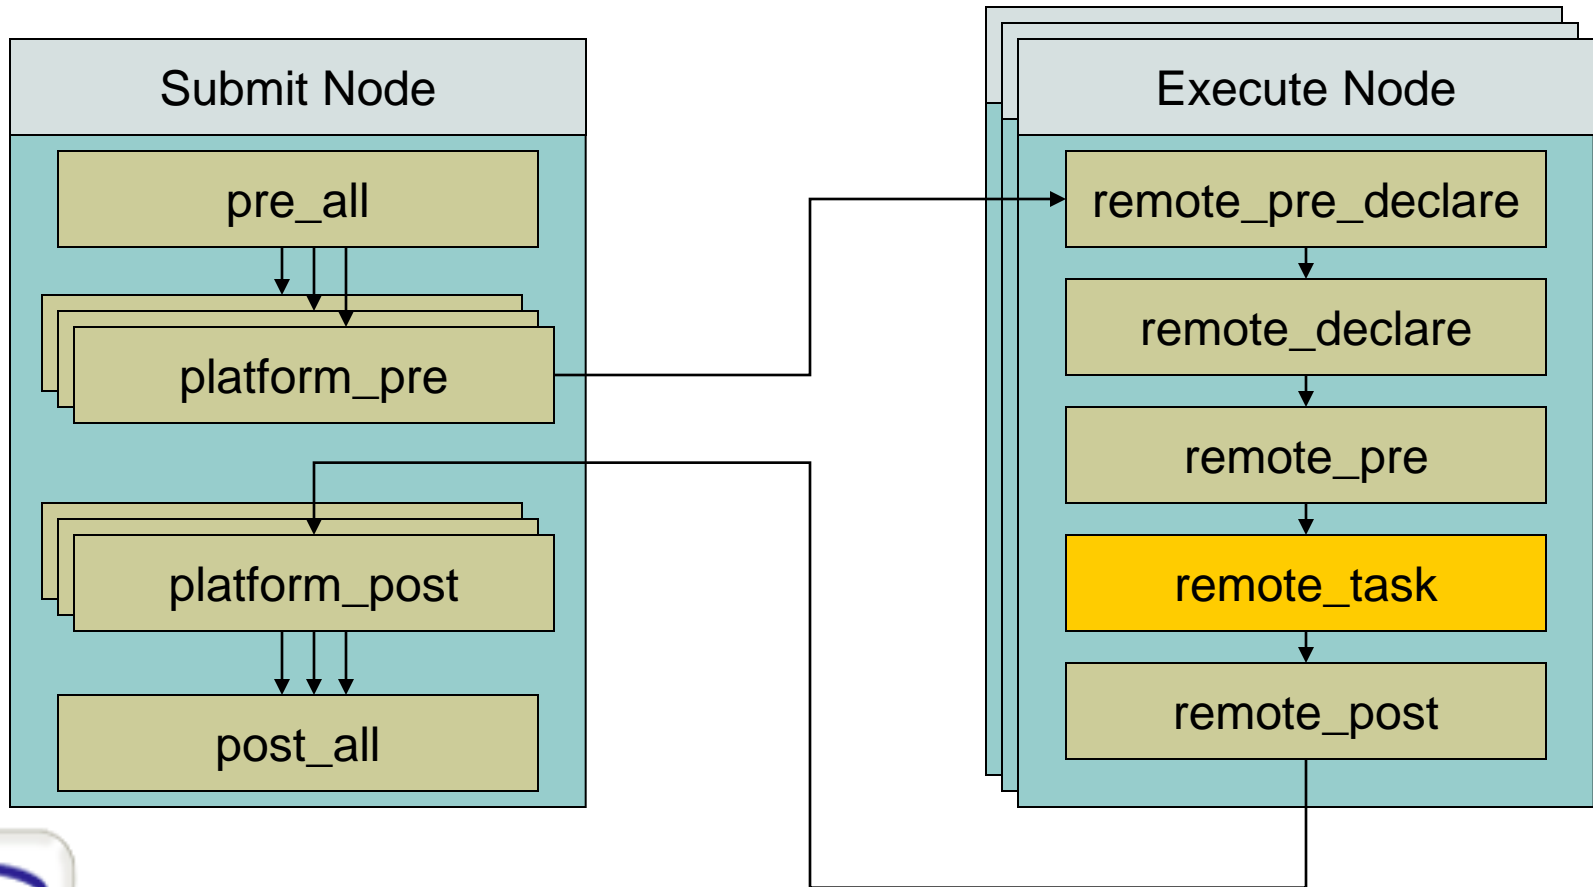 Submit Node
pre_all
platform_pre
platform_post
post_all
Execute Node
remote_pre_declare
remote_declare
remote_pre
remote_task
remote_post